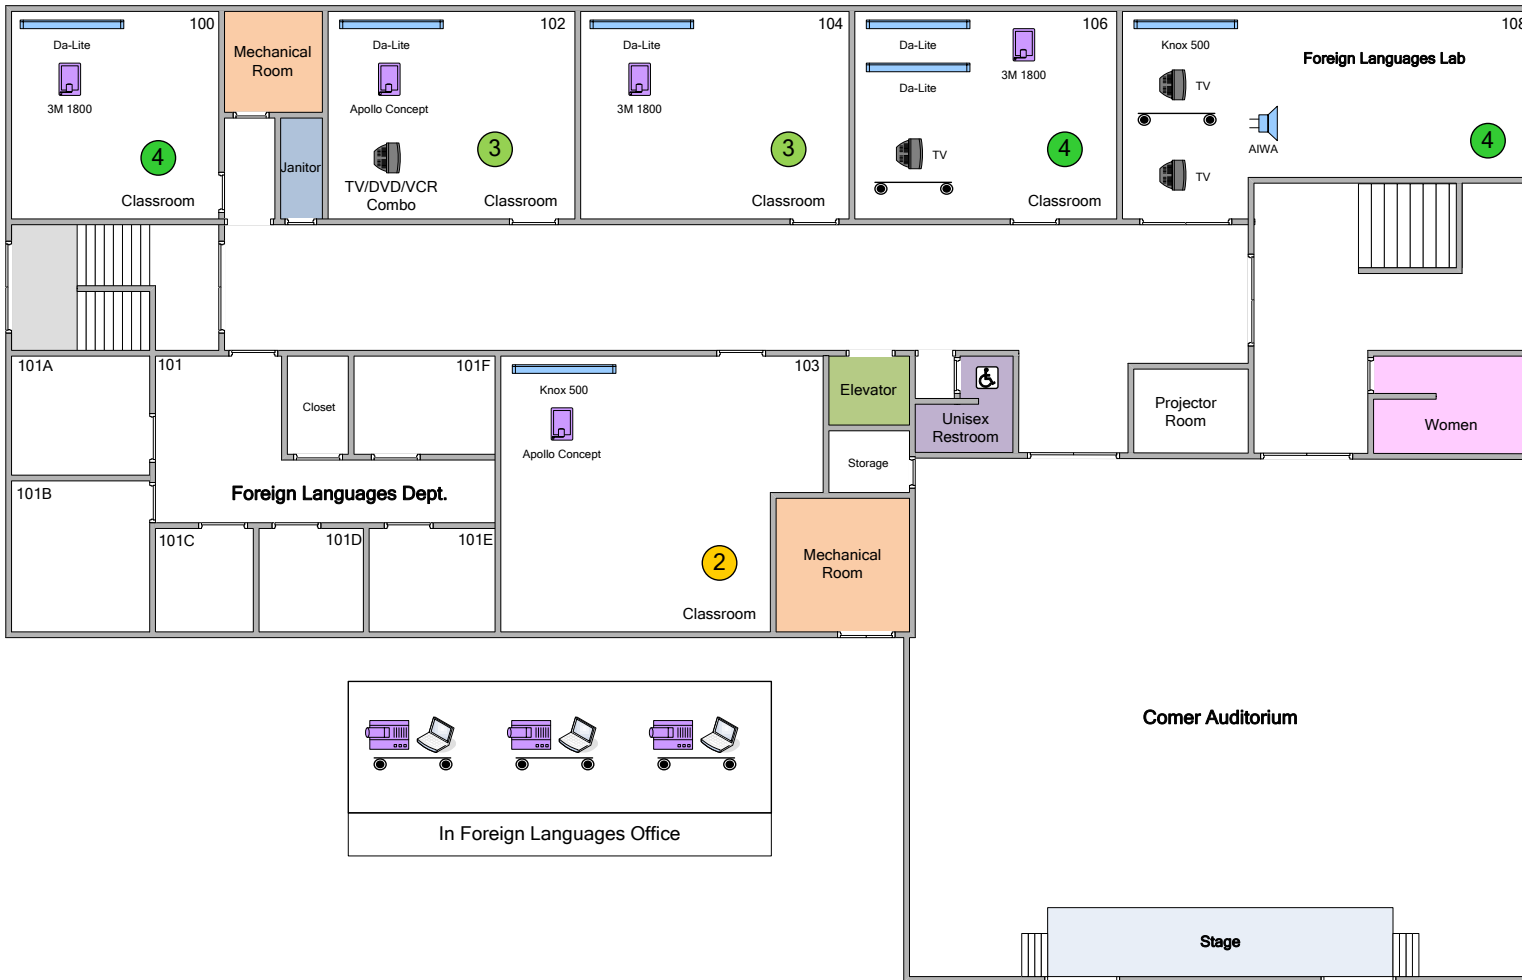 100
Da-Lite
3M 1800
4
Classroom
Mechanical
Room
Janitor
102
Da-Lite
Apollo Concept
3
TV/DVD/VCR
Combo
Classroom
104
Da-Lite
3M 1800
3
Classroom
106
Da-Lite
Da-Lite
3M 1800
TV
4
Classroom
108
Knox 500
Foreign Languages Lab
TV
AIWA
TV
4
101A
101
Closet
101F
101B
Foreign Languages Dept.
101C
101D
101E
103
Knox 500
Apollo Concept
2
Classroom
Elevator
Storage
Mechanical
Room
Unisex
Restroom
Projector
Room
Women
Comer Auditorium
In Foreign Languages Office
Stage